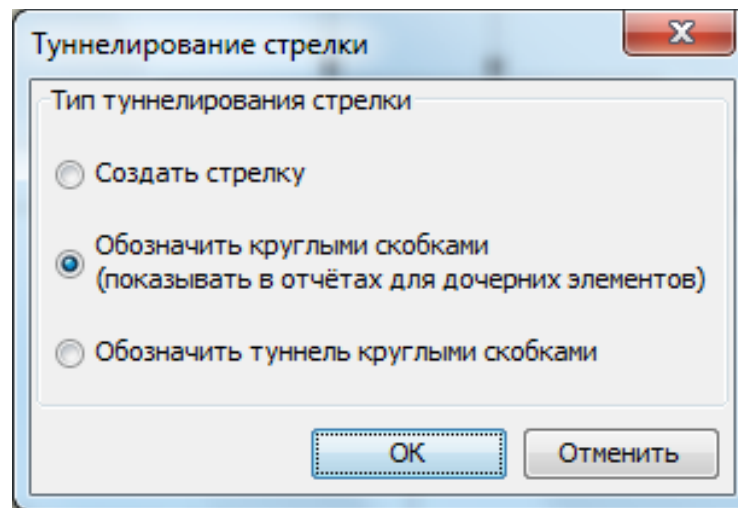 Туннелирование стрелки
Тип туннелирования стрелки
Создать стрелку
Обозначить круглыми скобками
(показывать в отчётах для дочерних элементов)
Обозначить туннель круглыми скобками
OK
Отменить